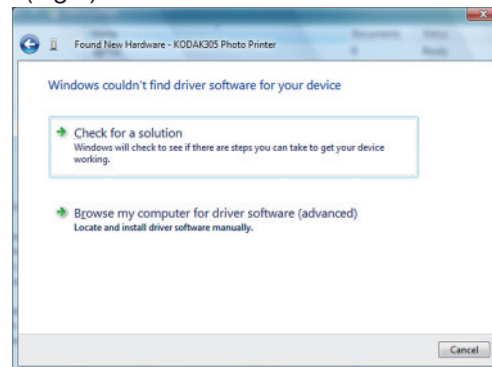 Found New Hardware - KODAK305 Photo Printer
Windows couldn't find driver software for your device
Check for a solution
Windows will check to see if there are steps you can take to get your device
working.
Browse my computer for driver software (advanced)
Locate and install driver software manually.
Cancel